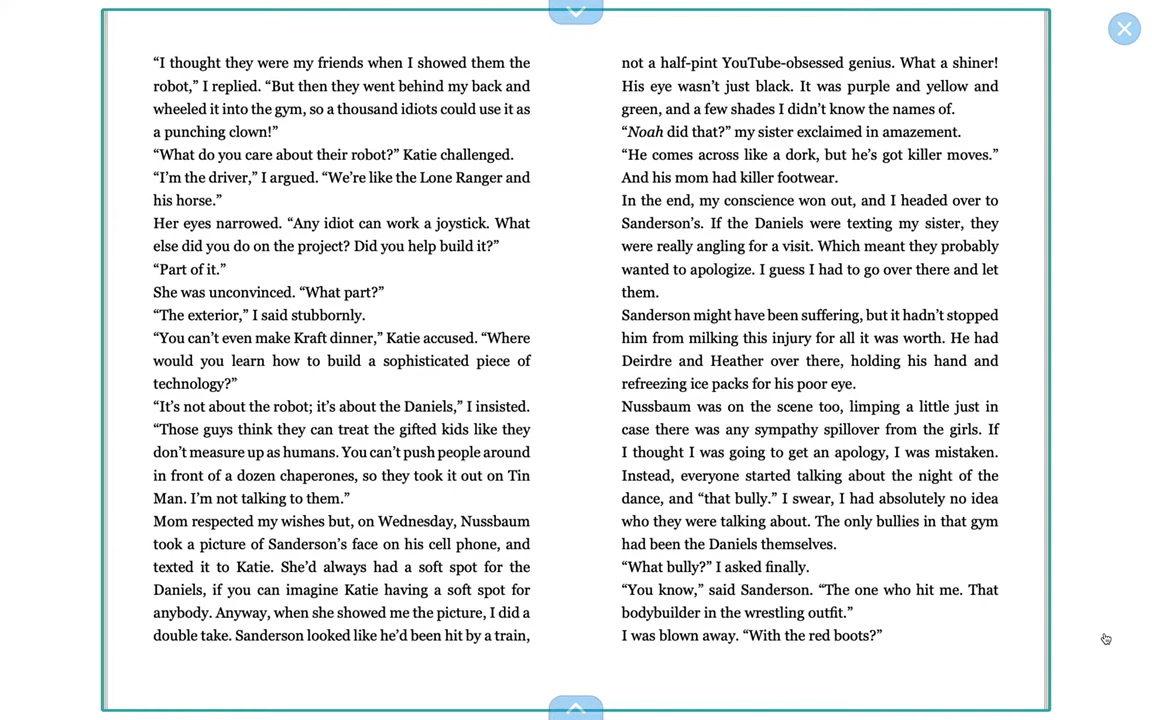 “I thought they were my friends when I showed them the
robot,” I replied. “But then they went behind my back and
wheeled it into the gym, so a thousand idiots could use it as
a punching clown!”
“What do you care about their robot?” Katie challenged.
“I’m the driver,” I argued. “We’re like the Lone Ranger and
his horse.”
Her eyes narrowed. “Any idiot can work a joystick. What
else did you do on the project? Did you help build it?”
“Part of it.”
She was unconvinced. “What part?”
“The exterior,” I said stubbornly.
“You can’t even make Kraft dinner,” Katie accused. “Where
would you learn how to build a sophisticated piece of
technology?”
“It’s not about the robot; it’s about the Daniels,” I insisted.
“Those guys think they can treat the gifted kids like they
don’t measure up as humans. You can’t push people around
in front of a dozen chaperones, so they took it out on Tin
Man. I’m not talking to them.”
Mom respected my wishes but, on Wednesday, Nussbaum
took a picture of Sanderson’s face on his cell phone, and
texted it to Katie. She’d always had a soft spot for the
Daniels, if you can imagine Katie having a soft spot for
anybody. Anyway, when she showed me the picture, I did a
double take. Sanderson looked like he’d been hit by a train,
not a half-pint YouTube-obsessed genius. What a shiner!
His eye wasn’t just black. It was purple and yellow and
green, and a few shades I didn’t know the names of.
“Noah did that?” my sister exclaimed in amazement.
“He comes across like a dork, but he’s got killer moves.”
And his mom had killer footwear.
In the end, my conscience won out, and I headed over to
Sanderson’s. If the Daniels were texting my sister, they
were really angling for a visit. Which meant they probably
wanted to apologize. I guess I had to go over there and let
them.
Sanderson might have been suffering, but it hadn’t stopped
him from milking this injury for all it was worth. He had
Deirdre and Heather over there, holding his hand and
refreezing ice packs for his poor eye.
Nussbaum was on the scene too, limping a little just in
case there was any sympathy spillover from the girls. If
I thought I was going to get an apology, I was mistaken.
Instead, everyone started talking about the night of the
dance, and “that bully.” I swear, I had absolutely no idea
who they were talking about. The only bullies in that gym
had been the Daniels themselves.
“What bully?” I asked finally.
“You know,” said Sanderson. “The one who hit me. That
bodybuilder in the wrestling outfit.”
I was blown away. “With the red boots?”